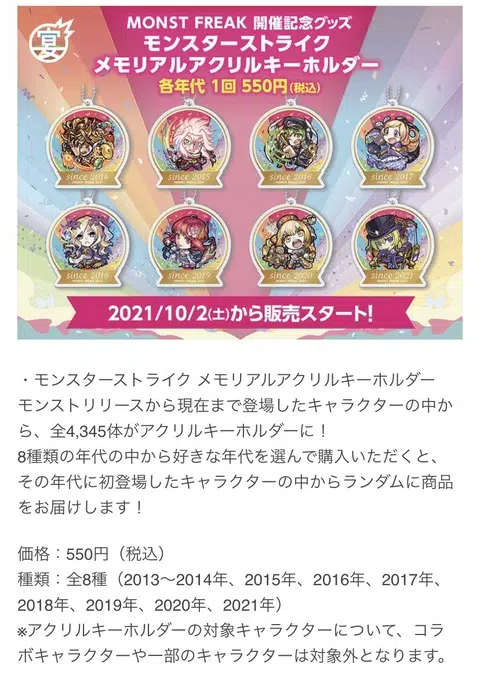 宴
MONST FREAK 開催記念グッズ
モンスターストライク
メモリアルアクリルキーホルダー
各年代 1回 550円(税込)
since 2014
since 2015
since 2016
since 2017
since 2018
since 2019
since 2020
since 2021
2021/10/2(土)から販売スタート!
・モンスターストライク メモリアルアクリルキーホルダー
モンストリリースから現在まで登場したキャラクターの中か
ら、全4,345体がアクリルキーホルダーに！
8種類の年代の中から好きな年代を選んで購入いただくと、
その年代に初登場したキャラクターの中からランダムに商品
をお届けします！
価格：550円（税込）
種類：全8種（2013〜2014年、2015年、2016年、2017年、
2018年、2019年、2020年、2021年）
※アクリルキーホルダーの対象キャラクターについて、コラ
ボキャラクターや一部のキャラクターは対象外となります。